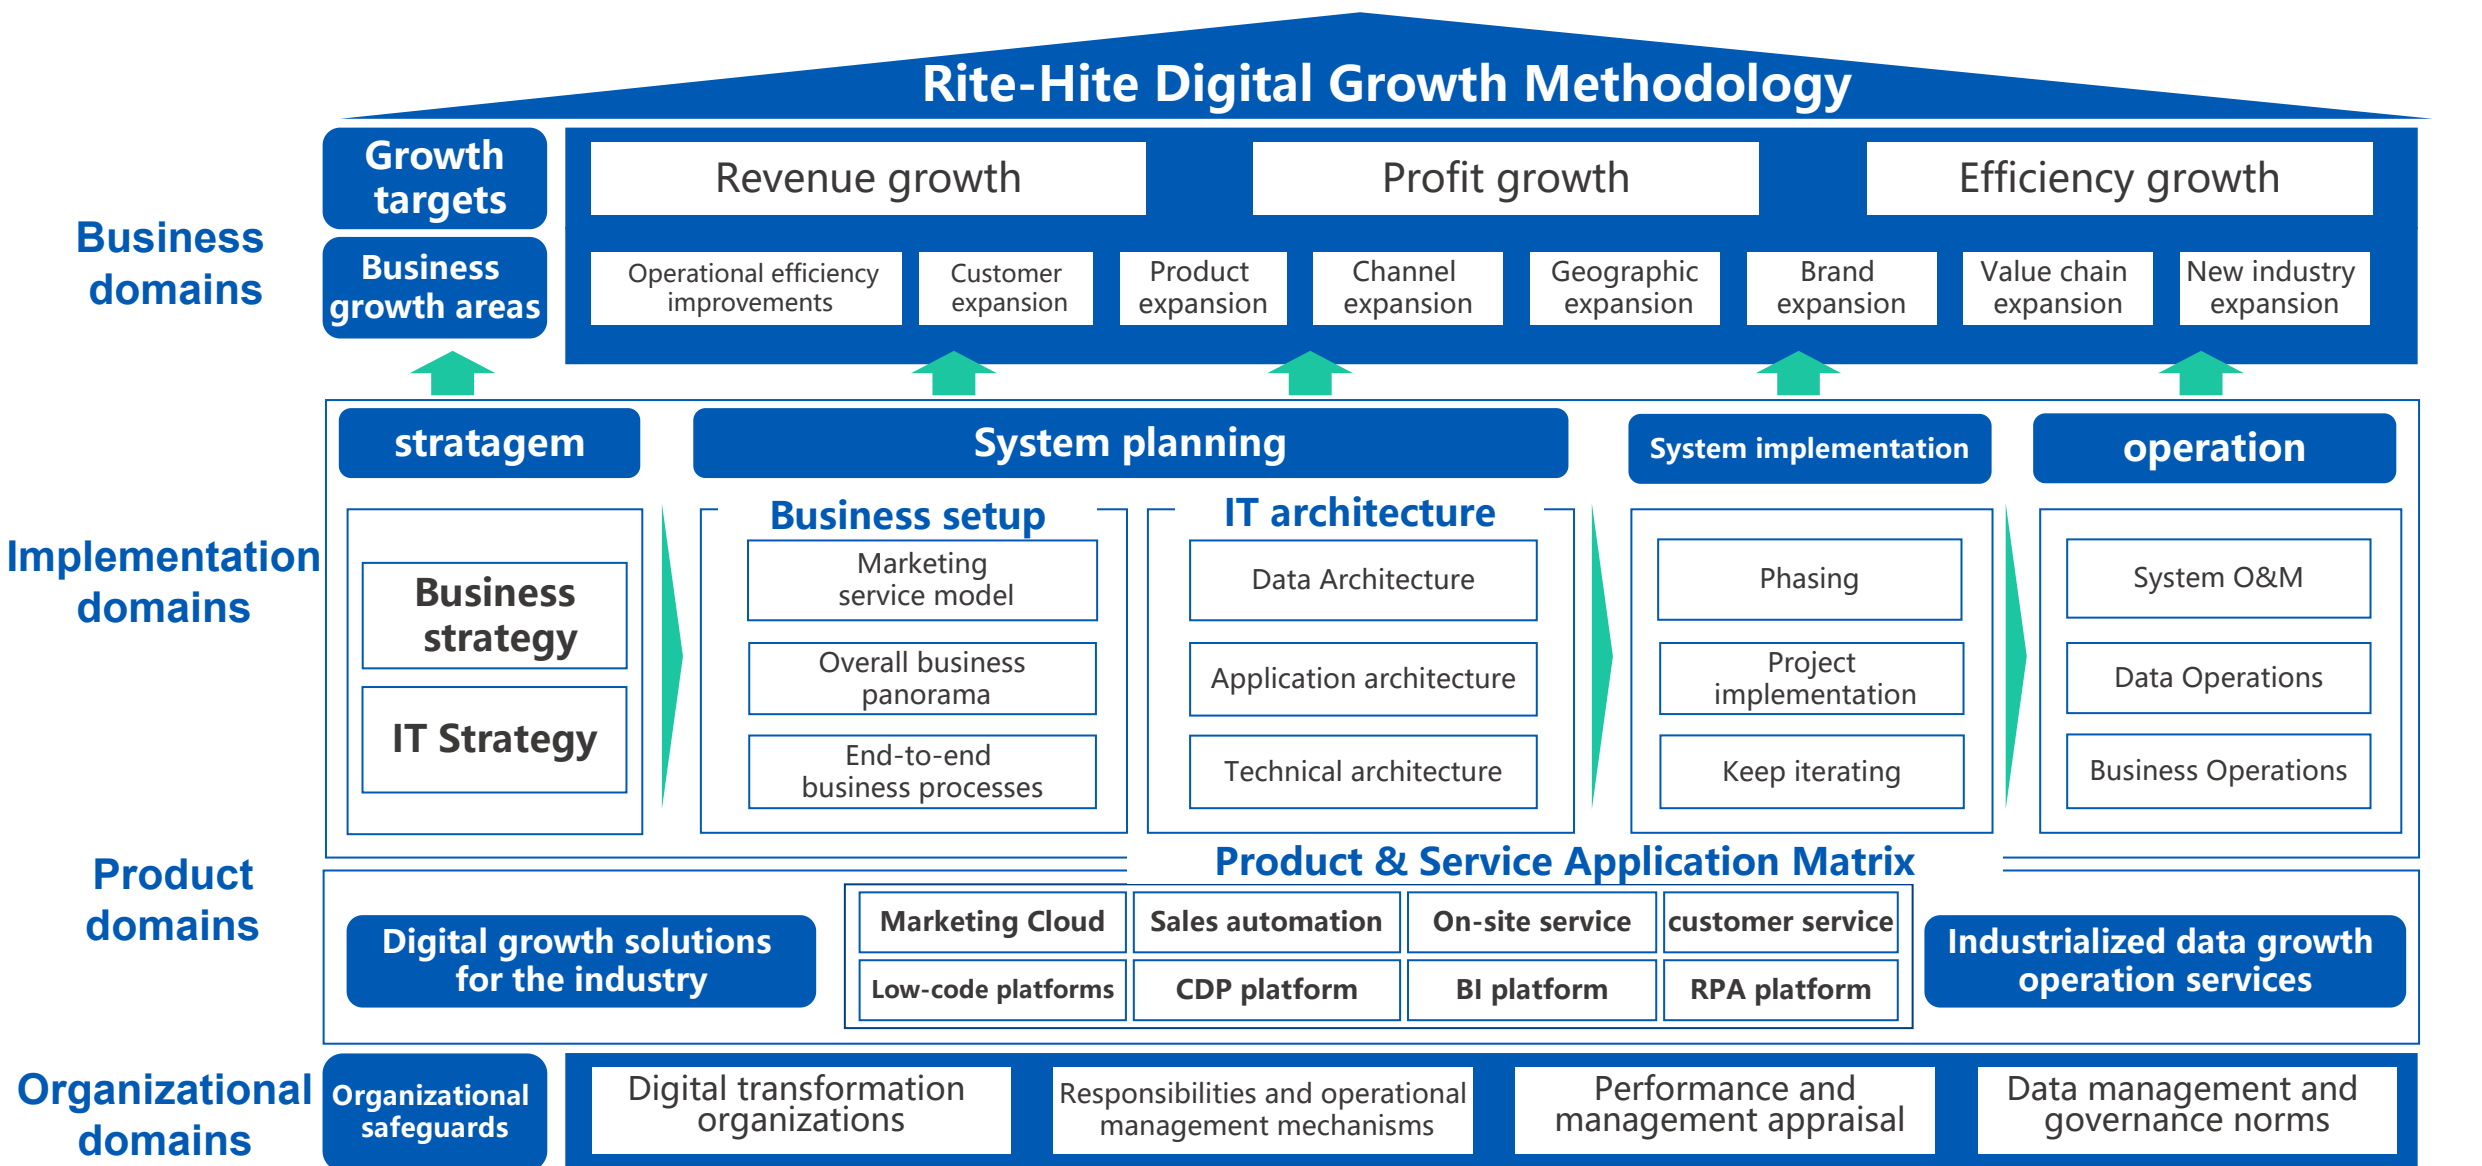 Rite-Hite Digital Growth Methodology
Business
domains
Growth
targets
Revenue growth
Profit growth
Efficiency growth
Business
growth areas
Operational efficiency
improvements
Customer
expansion
Product
expansion
Channel
expansion
Geographic
expansion
Brand
expansion
Value chain
expansion
New industry
expansion
Implementation
domains
stratagem
System planning
System implementation
operation
Business
strategy
IT Strategy
Business setup
Marketing
service model
Overall business
panorama
End-to-end
business processes
IT architecture
Data Architecture
Application architecture
Technical architecture
Phasing
Project
implementation
Keep iterating
System O&M
Data Operations
Business Operations
Product
domains
Product & Service Application Matrix
Digital growth solutions
for the industry
Marketing Cloud
Sales automation
On-site service
customer service
Low-code platforms
CDP platform
BI platform
RPA platform
Industrialized data growth
operation services
Organizational
domains
Organizational
safeguards
Digital transformation
organizations
Responsibilities and operational
management mechanisms
Performance and
management appraisal
Data management and
governance norms